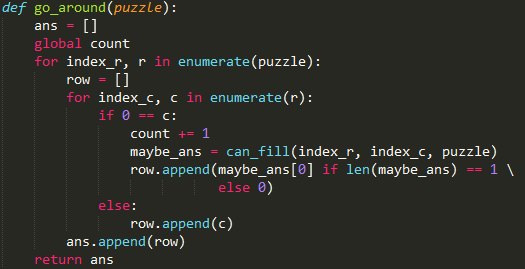 def go_around(puzzle):
    ans = []
    global count
    for index_r, r in enumerate(puzzle):
        row = []
        for index_c, c in enumerate(r):
            if 0 == c:
                count += 1
                maybe_ans = can_fill(index_r, index_c, puzzle)
                row.append(maybe_ans[0] if len(maybe_ans) == 1 \
                           else 0)
            else:
                row.append(c)
        ans.append(row)
    return ans